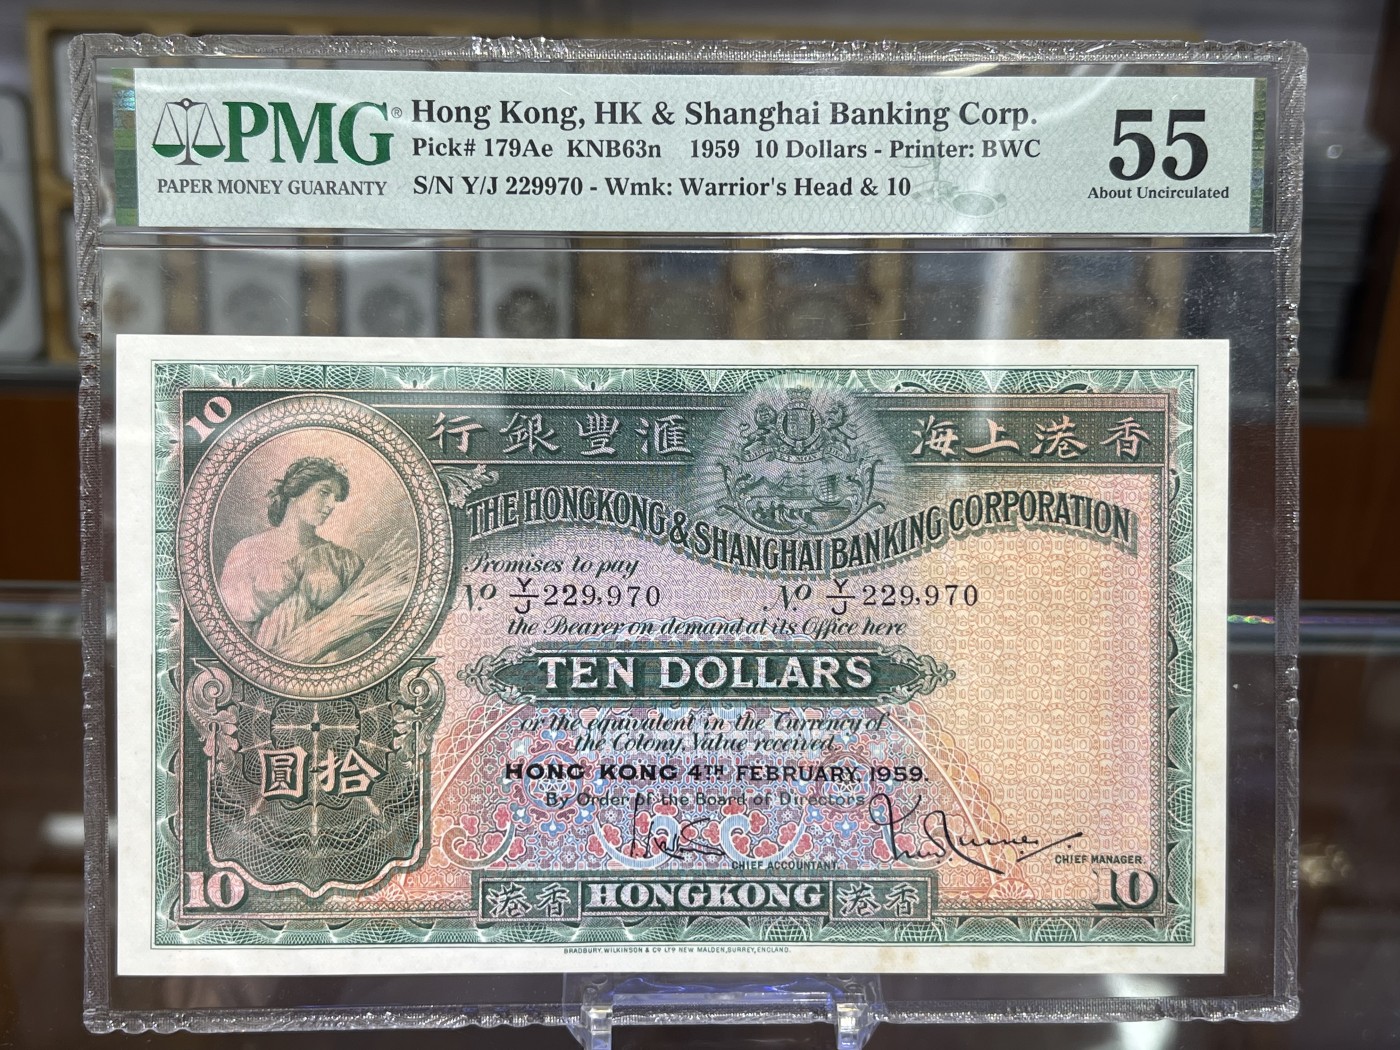 PMG®
PAPER MONEY GUARANTY
Hong Kong, HK & Shanghai Banking Corp.
Pick# 179Ae KNB63n 1959 10 Dollars - Printer: BWC
S/N Y/J 229970 - Wmk: Warrior's Head & 10
55
About Uncirculated
10
行銀豐滙 海上港香
THE HONGKONG & SHANGHAI BANKING CORPORATION
Promises to pay
No. Y/J 229,970 No. Y/J 229,970
the Bearer on demand at its Office here
TEN DOLLARS
or the equivalent in the Currency of
the Colony, Value received.
圓拾
HONG KONG 4TH FEBRUARY, 1959.
By Order of the Board of Directors
CHIEF ACCOUNTANT.
CHIEF MANAGER.
10 港香 HONGKONG 港香 10
BRADBURY, WILKINSON & Co LTD NEW MALDEN, SURREY, ENGLAND.